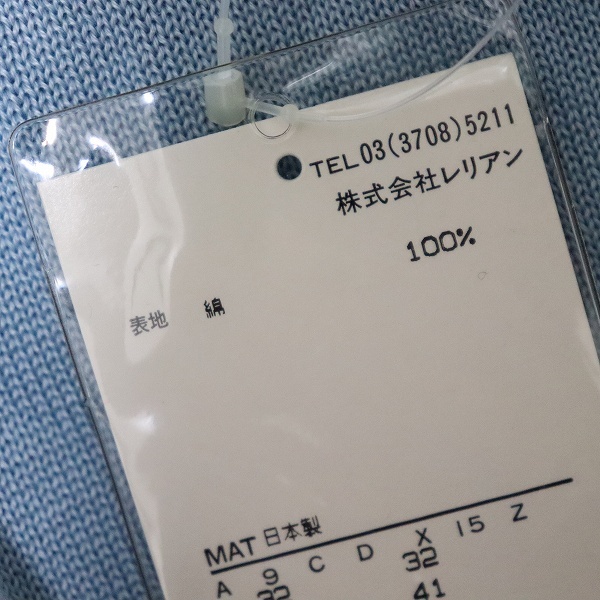 TEL 03(3708)5211
株式会社レリアン
100%
表地 綿
MAT 日本製
A 9 C D X 15 Z
32 32
41